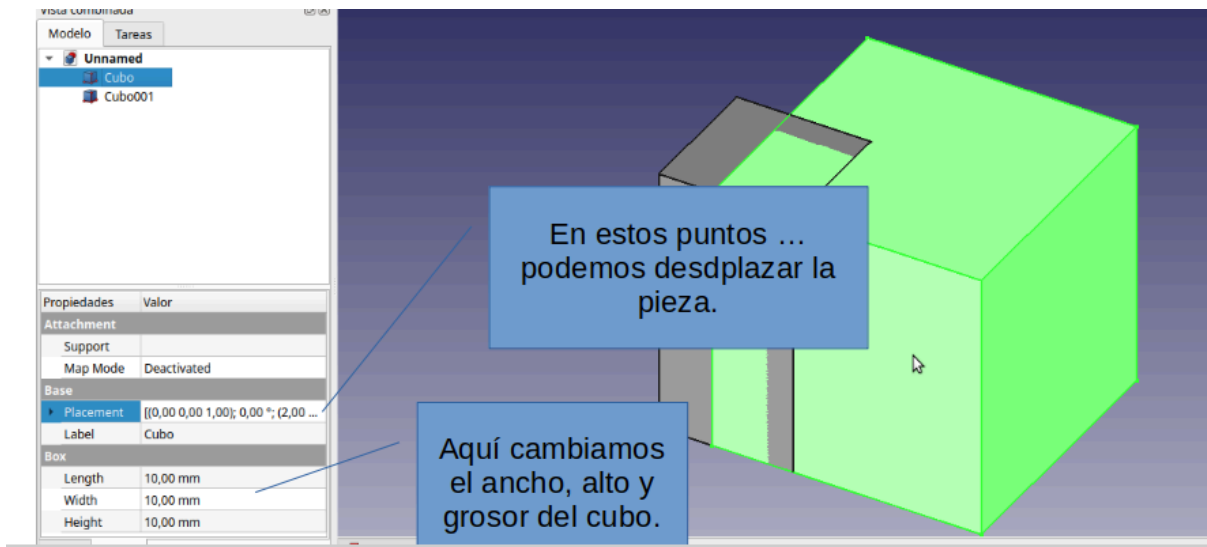 Vista combinada
Modelo Tareas
Unnamed
Cubo
Cubo001
Propiedades Valor
Attachment
Support
Map Mode Deactivated
Base
Placement [(0,00 0,00 1,00); 0,00 °; (2,00 ...
Label Cubo
Box
Length 10,00 mm
Width 10,00 mm
Height 10,00 mm
En estos puntos …
podemos desdplazar la
pieza.
Aquí cambiamos
el ancho, alto y
grosor del cubo.